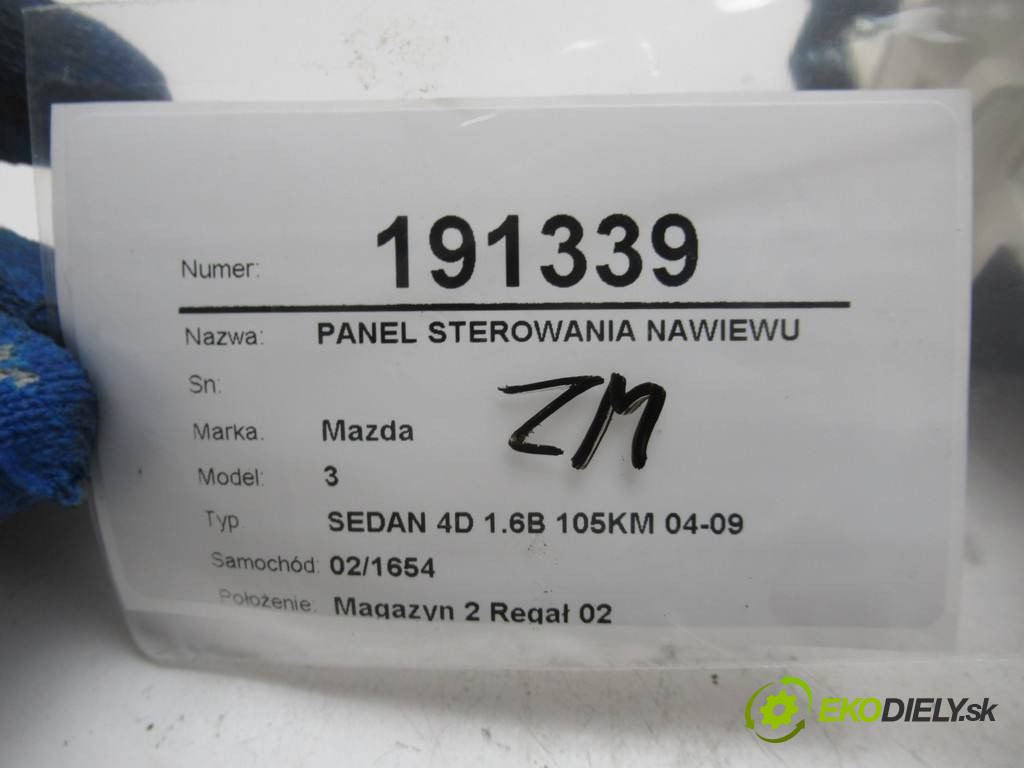 Numer: 191339
Nazwa: PANEL STEROWANIA NAWIEWU
Sn:
ZM
Marka: Mazda
Model: 3
Typ SEDAN 4D 1.6B 105KM 04-09
Samochód: 02/1654
Położenie: Magazyn 2 Regał 02
EKODIELY.sk